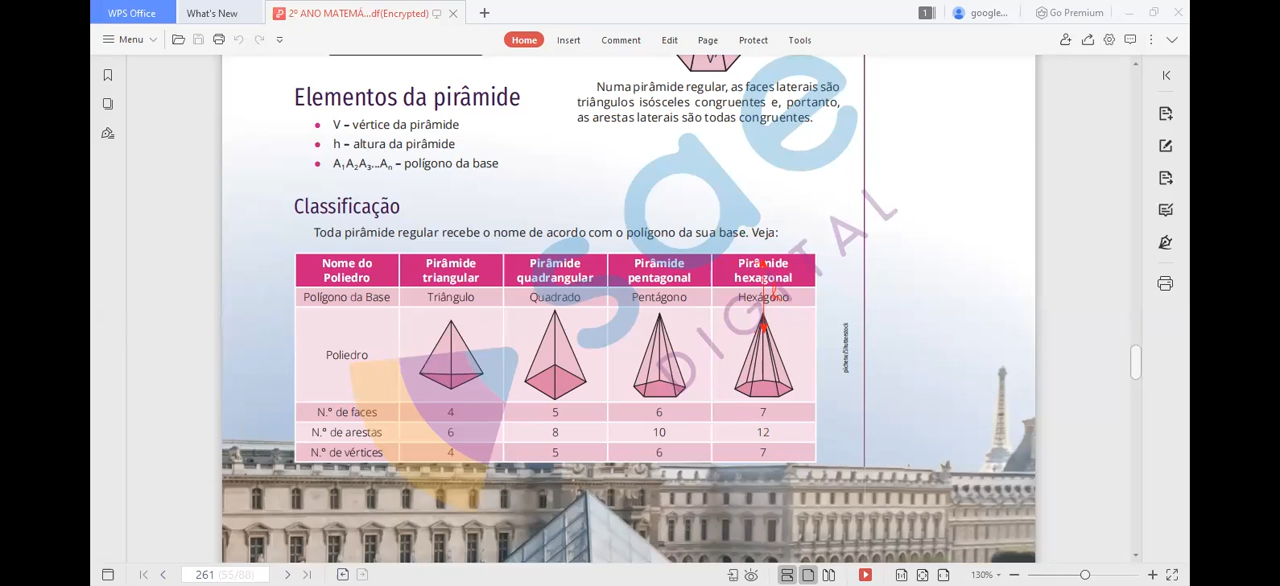 WPS Office
What's New
2º ANO MATEMÁ...df(Encrypted)
1
google...
Go Premium
Menu
Home
Insert
Comment
Edit
Page
Protect
Tools
Elementos da pirâmide
• V – vértice da pirâmide
• h – altura da pirâmide
• A₁A₂A₃...Aₙ – polígono da base
Numa pirâmide regular, as faces laterais são
triângulos isósceles congruentes e, portanto,
as arestas laterais são todas congruentes.
Classificação
Toda pirâmide regular recebe o nome de acordo com o polígono da sua base. Veja:
Nome do Poliedro Pirâmide triangular Pirâmide quadrangular Pirâmide pentagonal Pirâmide hexagonal
Polígono da Base Triângulo Quadrado Pentágono Hexágono
Poliedro
N.º de faces 4 5 6 7
N.º de arestas 6 8 10 12
N.º de vértices 4 5 6 7
sae
DIGITAL
261 (55/88)
130%